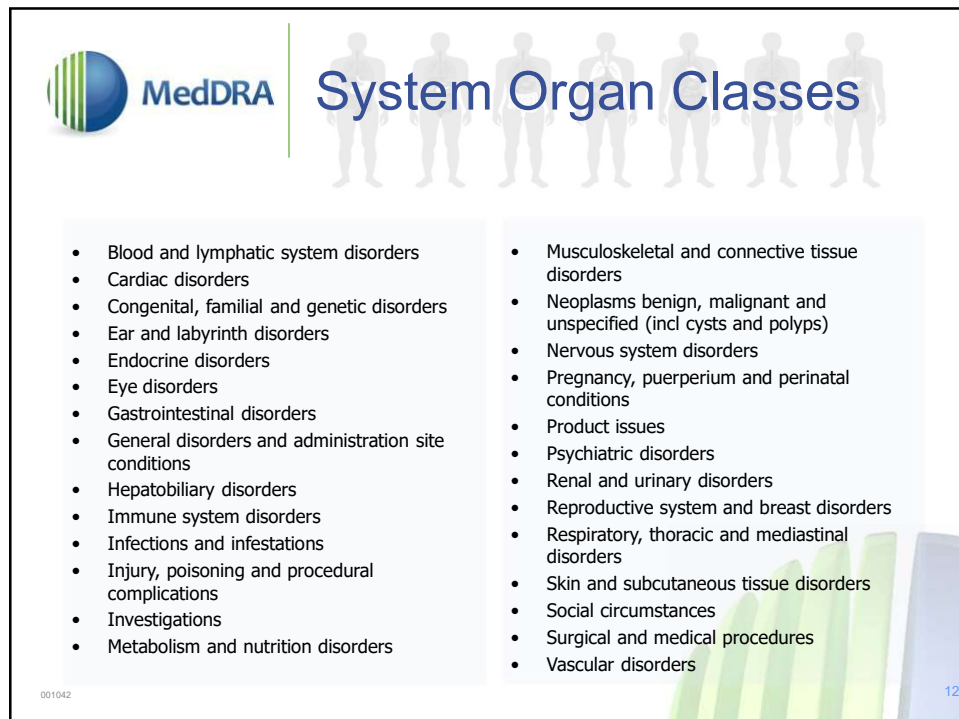 MedDRA
System Organ Classes
• Blood and lymphatic system disorders
• Cardiac disorders
• Congenital, familial and genetic disorders
• Ear and labyrinth disorders
• Endocrine disorders
• Eye disorders
• Gastrointestinal disorders
• General disorders and administration site
conditions
• Hepatobiliary disorders
• Immune system disorders
• Infections and infestations
• Injury, poisoning and procedural
complications
• Investigations
• Metabolism and nutrition disorders
• Musculoskeletal and connective tissue
disorders
• Neoplasms benign, malignant and
unspecified (incl cysts and polyps)
• Nervous system disorders
• Pregnancy, puerperium and perinatal
conditions
• Product issues
• Psychiatric disorders
• Renal and urinary disorders
• Reproductive system and breast disorders
• Respiratory, thoracic and mediastinal
disorders
• Skin and subcutaneous tissue disorders
• Social circumstances
• Surgical and medical procedures
• Vascular disorders
001042
12